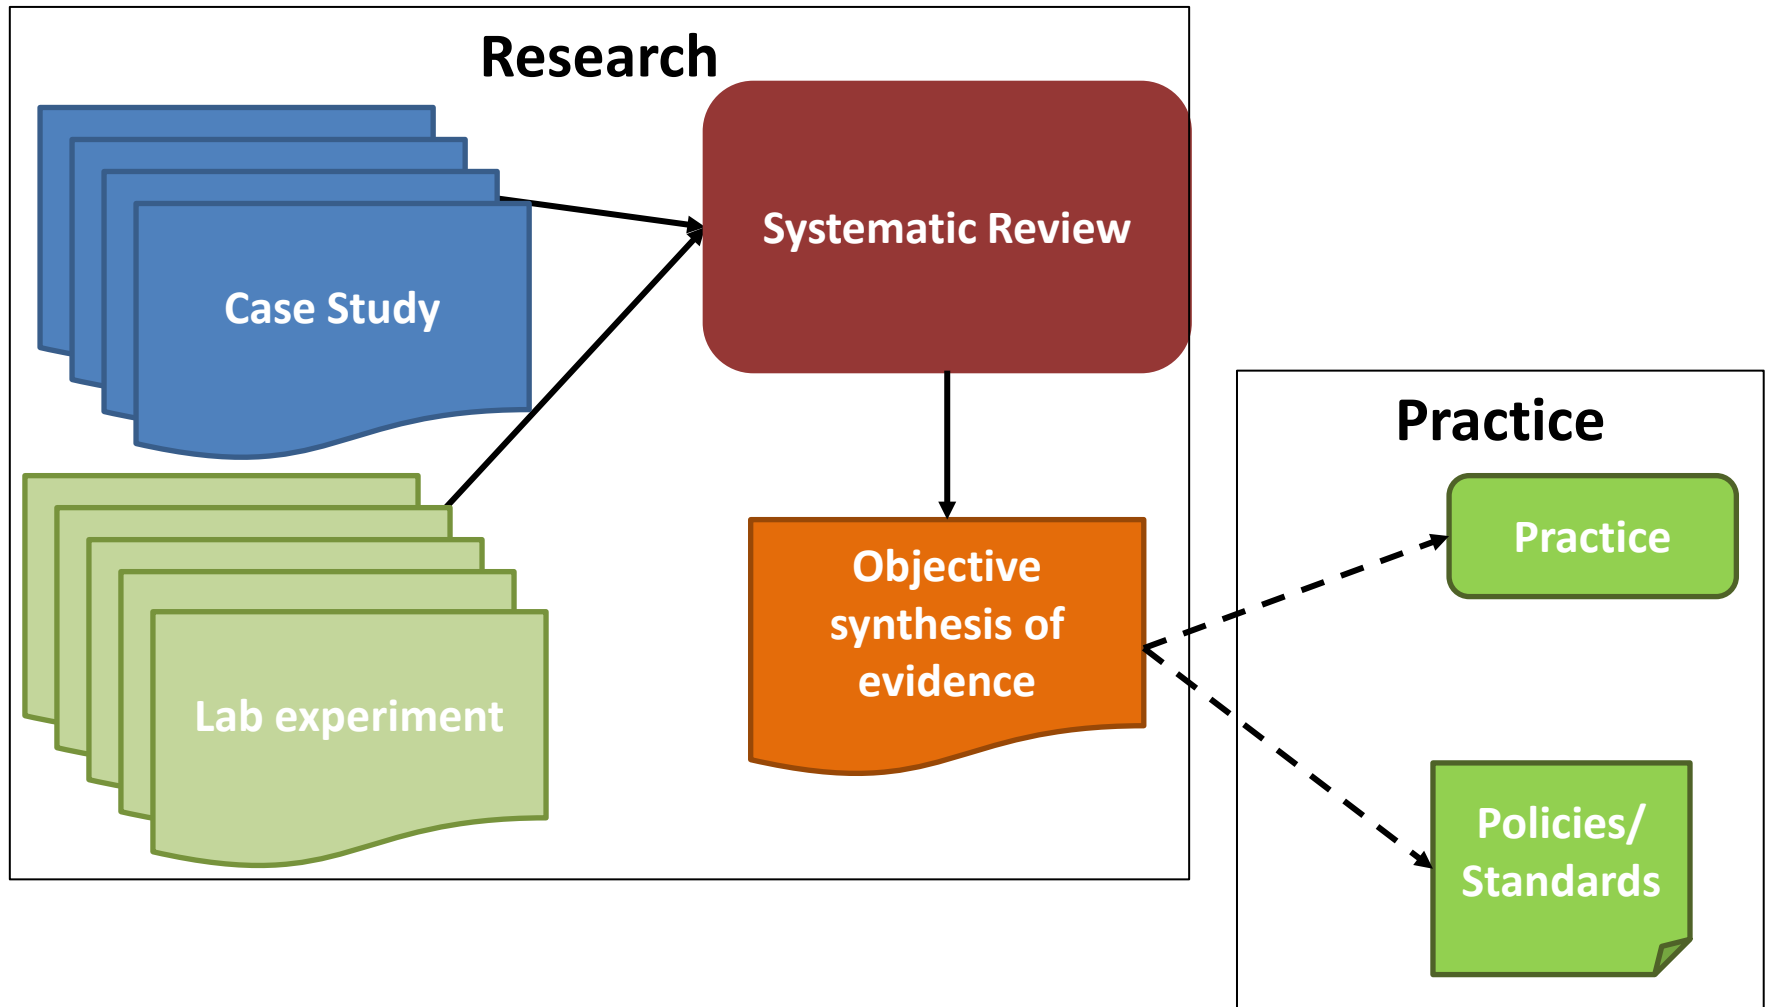 Research
Case Study
Systematic Review
Lab experiment
Objective
synthesis of
evidence
Practice
Practice
Policies/
Standards